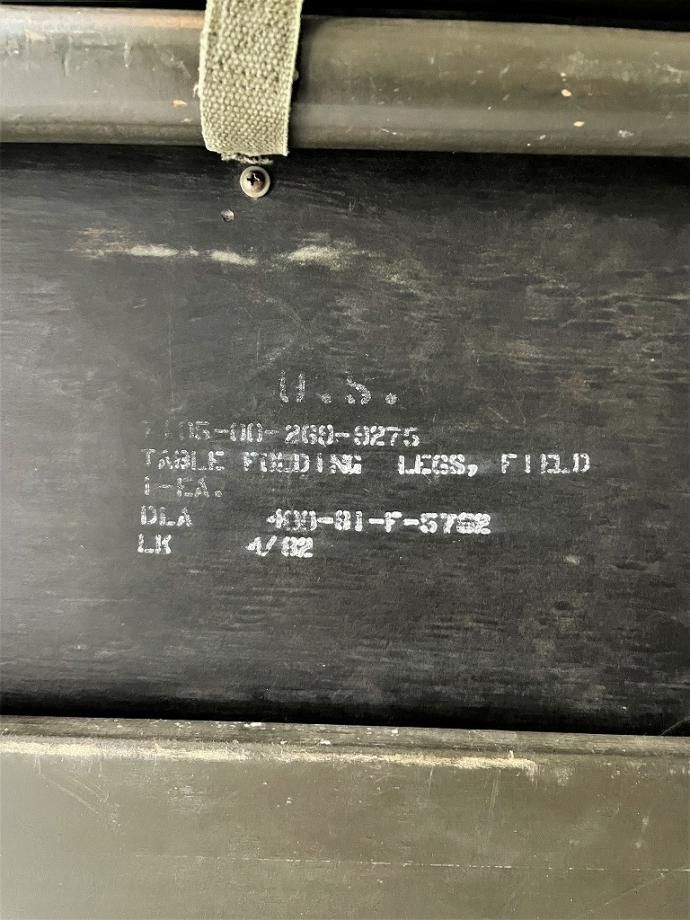 U.S.
7105-00-269-9275
TABLE FOLDING LEGS, FIELD
1-EA.
DLA 400-81-F-5762
LK 4/82